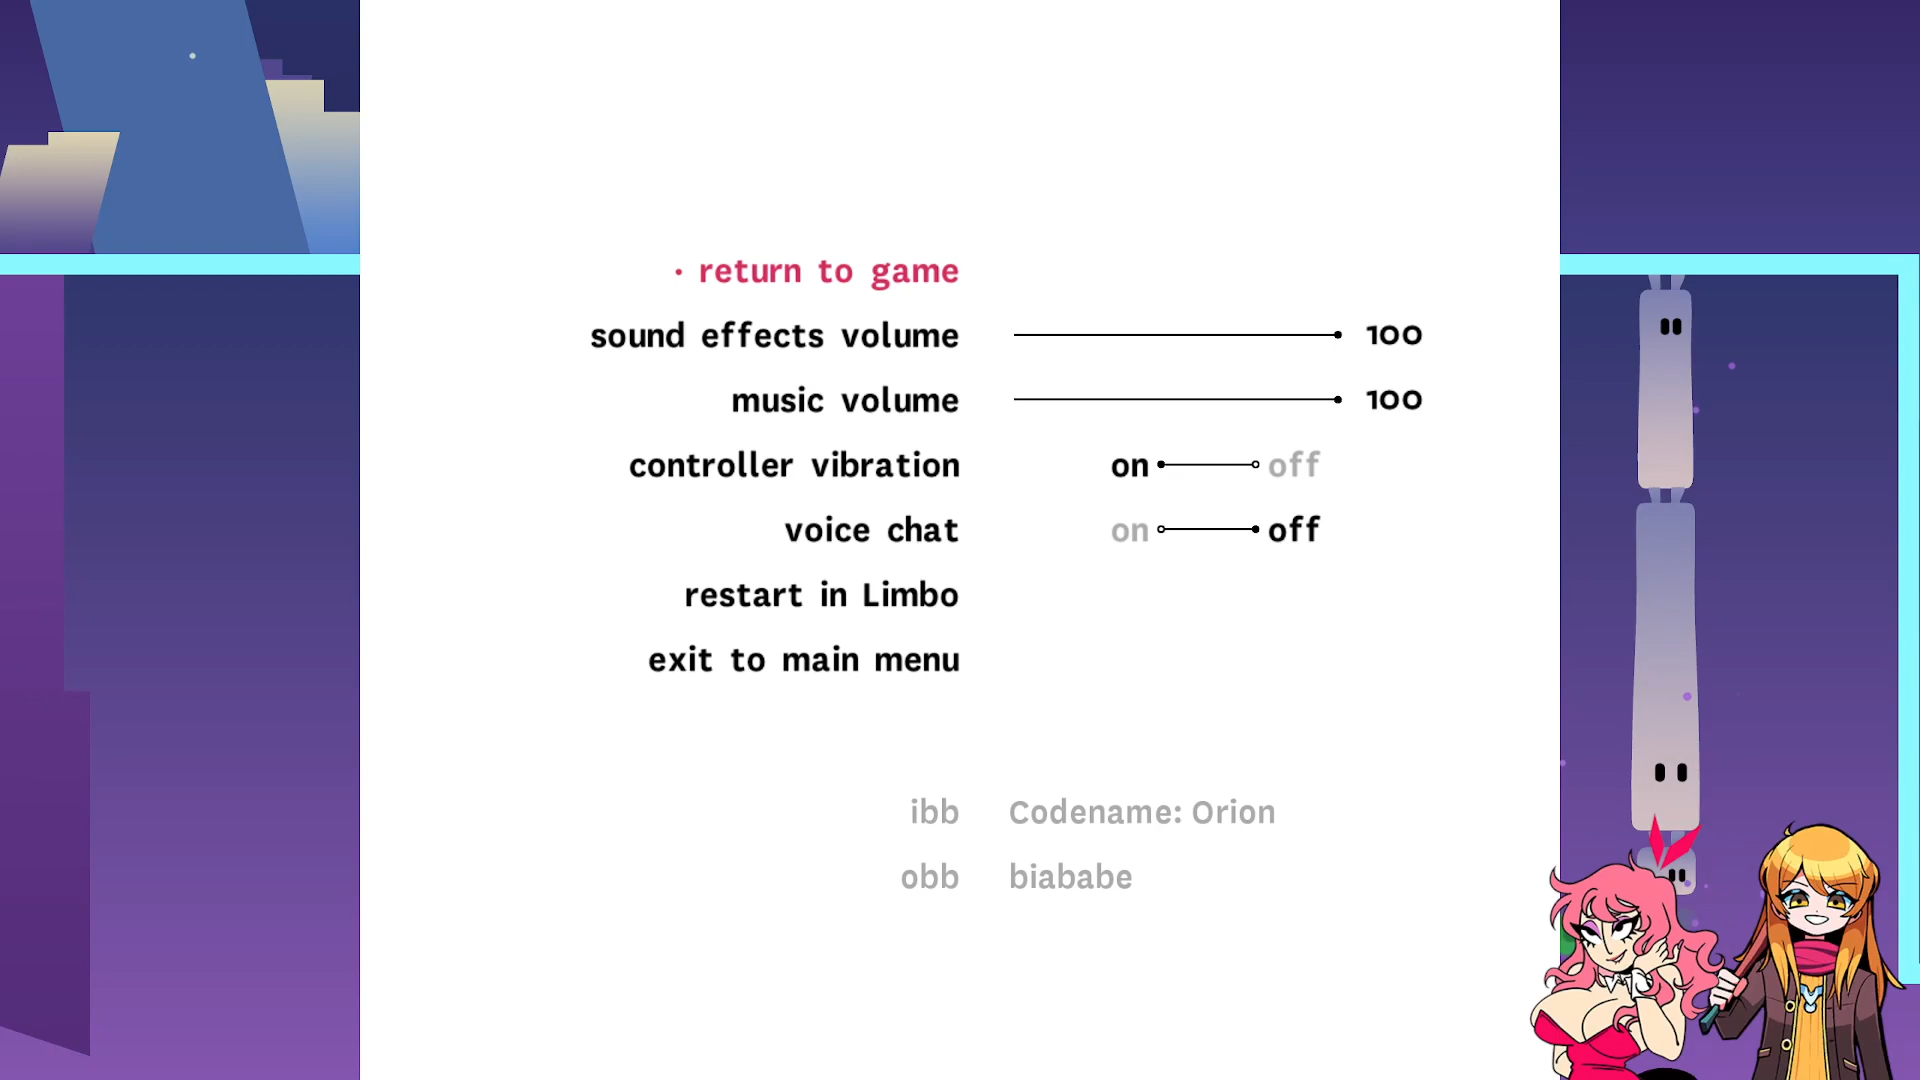 • return to game
sound effects volume 100
music volume 100
controller vibration on off
voice chat on off
restart in Limbo
exit to main menu
ibb Codename: Orion
obb biababe